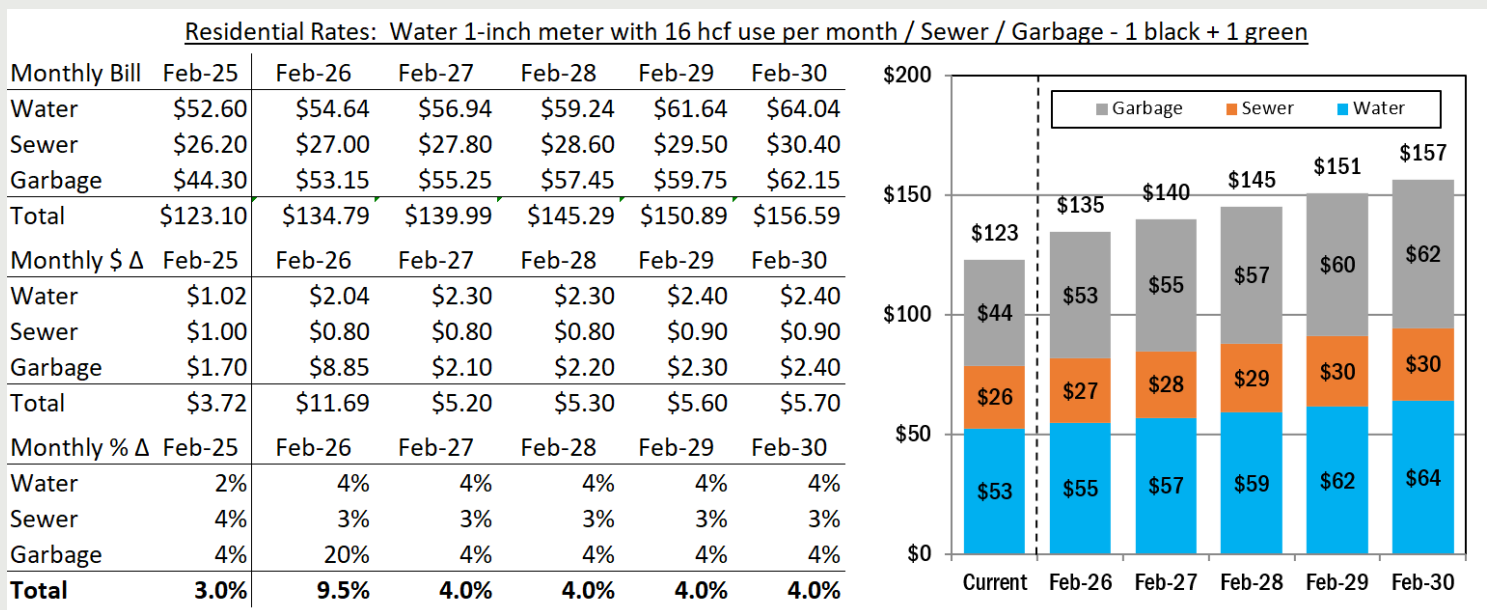 Residential Rates: Water 1-inch meter with 16 hcf use per month / Sewer / Garbage - 1 black + 1 green
Monthly Bill Feb-25 Feb-26 Feb-27 Feb-28 Feb-29 Feb-30
Water $52.60 $54.64 $56.94 $59.24 $61.64 $64.04
Sewer $26.20 $27.00 $27.80 $28.60 $29.50 $30.40
Garbage $44.30 $53.15 $55.25 $57.45 $59.75 $62.15
Total $123.10 $134.79 $139.99 $145.29 $150.89 $156.59
Monthly $ Δ Feb-25 Feb-26 Feb-27 Feb-28 Feb-29 Feb-30
Water $1.02 $2.04 $2.30 $2.30 $2.40 $2.40
Sewer $1.00 $0.80 $0.80 $0.80 $0.90 $0.90
Garbage $1.70 $8.85 $2.10 $2.20 $2.30 $2.40
Total $3.72 $11.69 $5.20 $5.30 $5.60 $5.70
Monthly % Δ Feb-25 Feb-26 Feb-27 Feb-28 Feb-29 Feb-30
Water 2% 4% 4% 4% 4% 4%
Sewer 4% 3% 3% 3% 3% 3%
Garbage 4% 20% 4% 4% 4% 4%
Total 3.0% 9.5% 4.0% 4.0% 4.0% 4.0%
$200
Garbage Sewer Water
$150
$100
$50
$0
$123 $135 $140 $145 $151 $157
$44 $53 $55 $57 $60 $62
$26 $27 $28 $29 $30 $30
$53 $55 $57 $59 $62 $64
Current Feb-26 Feb-27 Feb-28 Feb-29 Feb-30